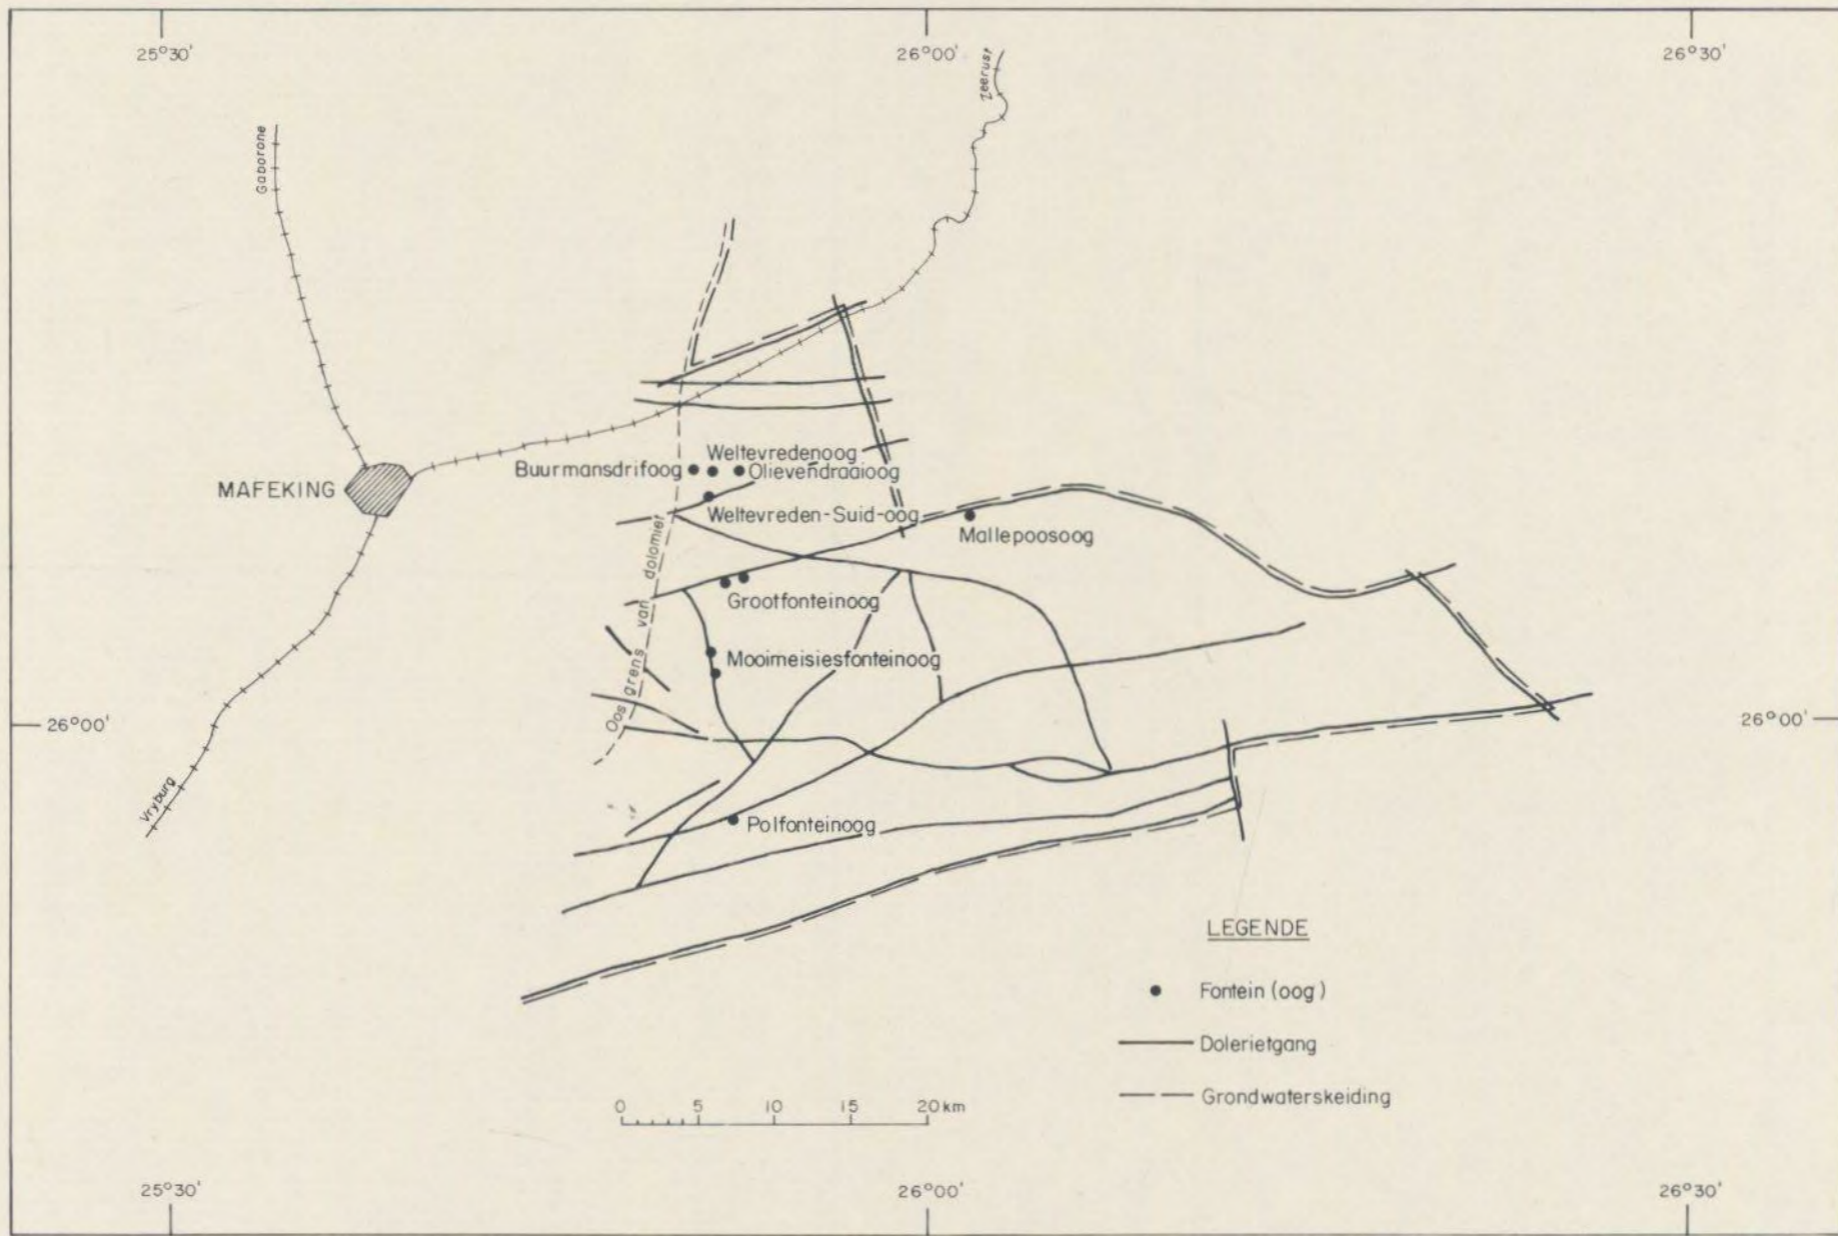 25°30'
26°00'
26°30'
Zeerust
Gaborone
Weltevredenoog
Buurmansdrifoog
Olievendraaioog
MAFEKING
Weltevreden-Suid-oog
Mallepoosoog
Grootfonteinoog
Mooimeisiesfonteinoog
Oos grens van dolomiet
26°00'
26°00'
Vryburg
Polfonteinoog
LEGENDE
Fontein (oog)
Dolerietgang
Grondwaterskeiding
0 5 10 15 20 km
25°30'
26°00'
26°30'